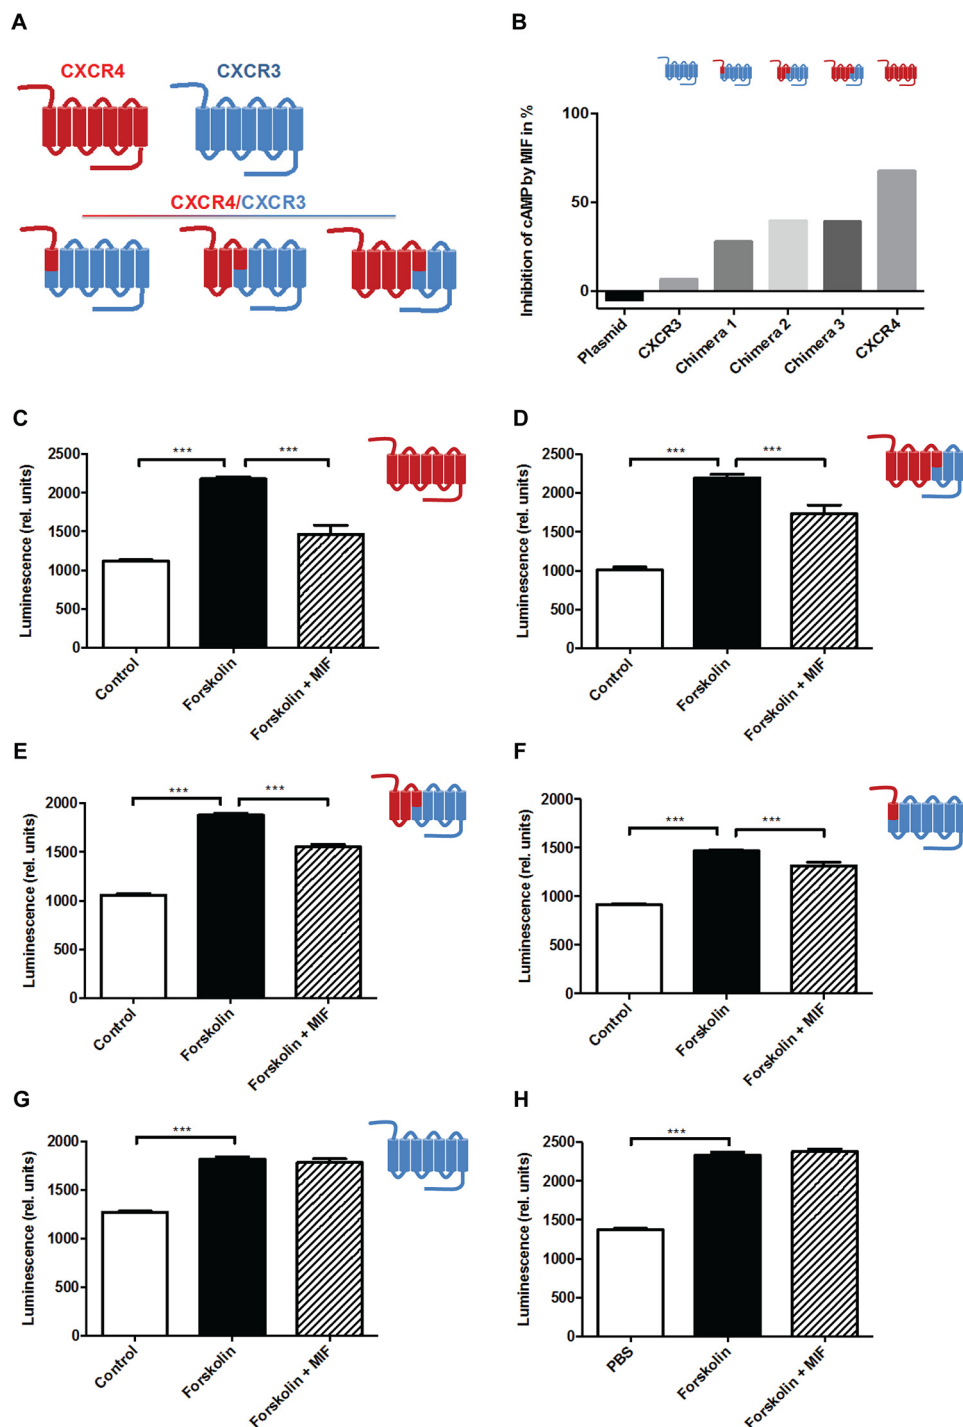 A
CXCR4
CXCR3
CXCR4/CXCR3
B
Inhibition of cAMP by MIF in %
100
50
0
Plasmid
CXCR3
Chimera 1
Chimera 2
Chimera 3
CXCR4
C
Luminescence (rel. units)
2500
2000
1500
1000
500
0
***
***
Control
Forskolin
Forskolin + MIF
D
Luminescence (rel. units)
2500
2000
1500
1000
500
0
***
***
Control
Forskolin
Forskolin + MIF
E
Luminescence (rel. units)
2000
1500
1000
500
0
***
***
Control
Forskolin
Forskolin + MIF
F
Luminescence (rel. units)
2000
1500
1000
500
0
***
***
Control
Forskolin
Forskolin + MIF
G
Luminescence (rel. units)
2000
1500
1000
500
0
***
Control
Forskolin
Forskolin + MIF
H
Luminescence (rel. units)
2500
2000
1500
1000
500
0
***
PBS
Forskolin
Forskolin + MIF